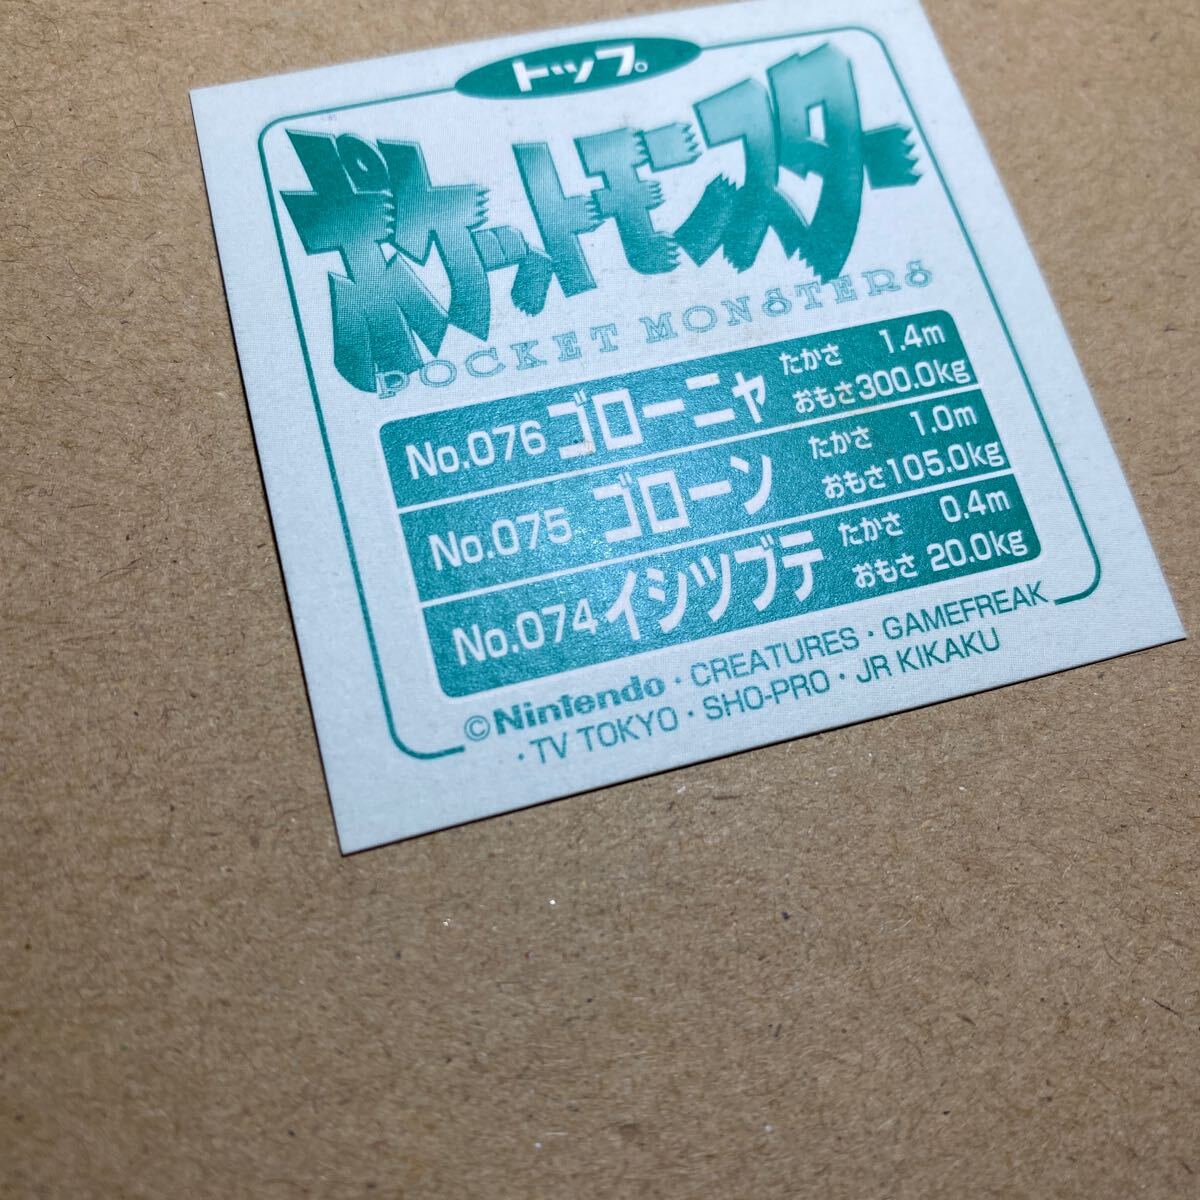 トップ。
ポケットモンスター
POCKET MONSTERS
No.076 ゴローニャ たかさ 1.4m
おもさ 300.0kg
No.075 ゴローン たかさ 1.0m
おもさ 105.0kg
No.074 イシツブテ たかさ 0.4m
おもさ 20.0kg
©Nintendo・CREATURES・GAMEFREAK
・TV TOKYO・SHO-PRO・JR KIKAKU